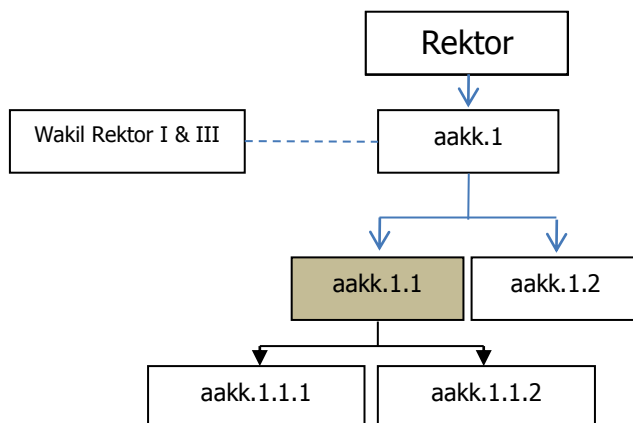 Rektor
Wakil Rektor I & III
aakk.1
aakk.1.1
aakk.1.2
aakk.1.1.1
aakk.1.1.2